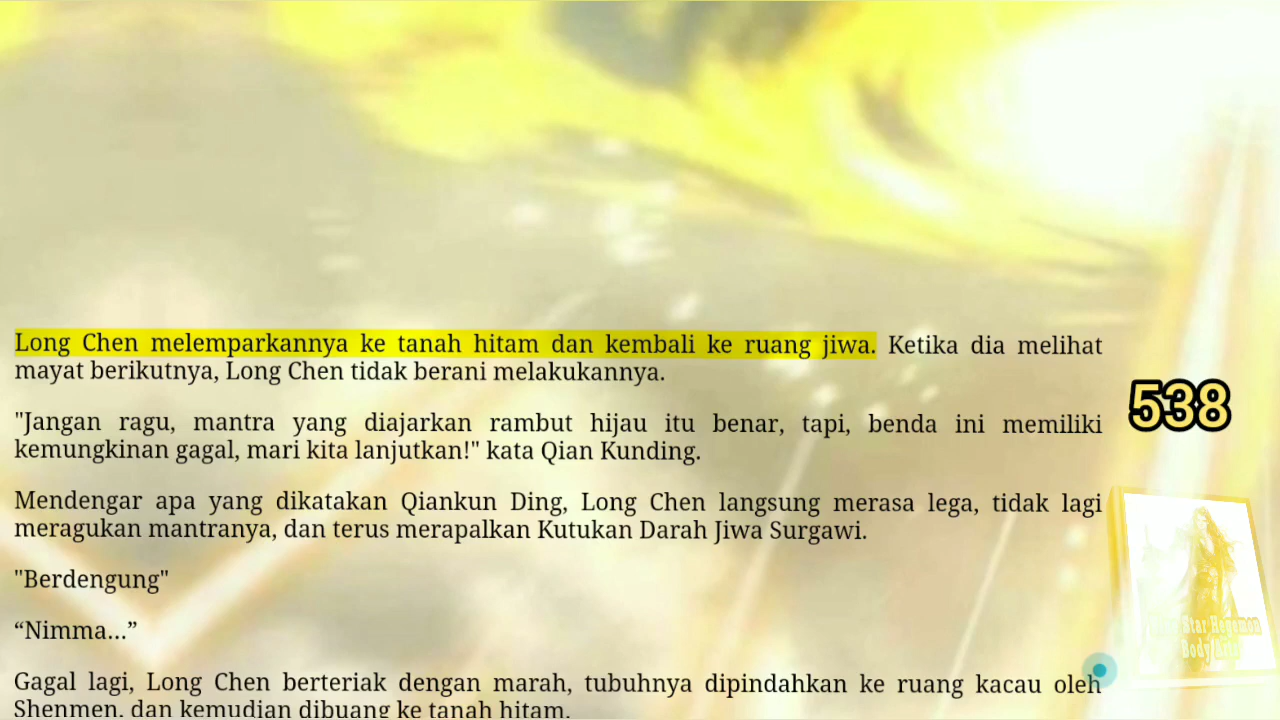 Long Chen melemparkannya ke tanah hitam dan kembali ke ruang jiwa. Ketika dia melihat
mayat berikutnya, Long Chen tidak berani melakukannya.
"Jangan ragu, mantra yang diajarkan rambut hijau itu benar, tapi, benda ini memiliki
kemungkinan gagal, mari kita lanjutkan!" kata Qian Kunding.
538
Mendengar apa yang dikatakan Qiankun Ding, Long Chen langsung merasa lega, tidak lagi
meragukan mantranya, dan terus merapalkan Kutukan Darah Jiwa Surgawi.
"Berdengung"
“Nimma...”
Star Hegemon
Body
Gagal lagi, Long Chen berteriak dengan marah, tubuhnya dipindahkan ke ruang kacau oleh
Shenmen, dan kemudian dibuang ke tanah hitam.